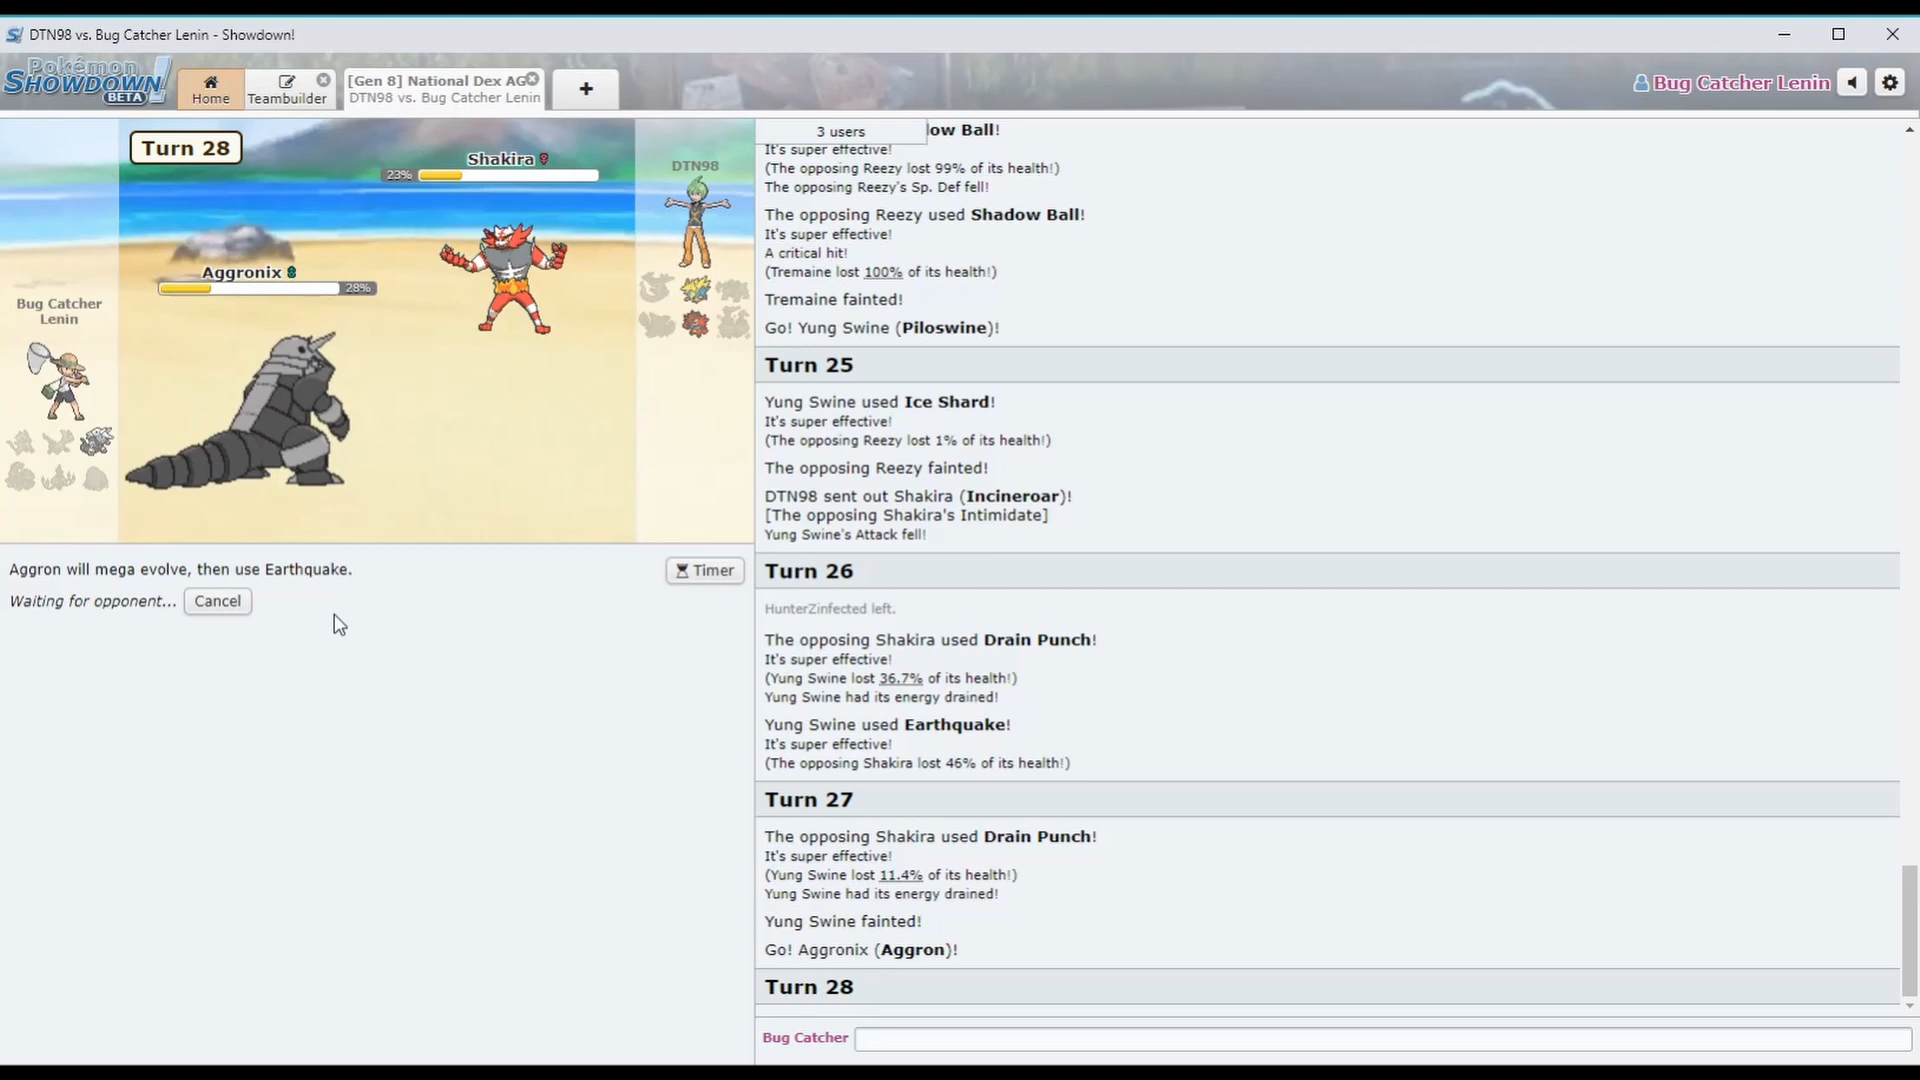 DTN98 vs. Bug Catcher Lenin - Showdown!
Pokémon
SHOWDOWN!
BETA
Home
Teambuilder
[Gen 8] National Dex AG
DTN98 vs. Bug Catcher Lenin
+
Bug Catcher Lenin
Turn 28
Shakira
23%
DTN98
Aggronix
28%
Bug Catcher
Lenin
Aggron will mega evolve, then use Earthquake.
Timer
Waiting for opponent...
Cancel
3 users
ow Ball!
It's super effective!
(The opposing Reezy lost 99% of its health!)
The opposing Reezy's Sp. Def fell!
The opposing Reezy used Shadow Ball!
It's super effective!
A critical hit!
(Tremaine lost 100% of its health!)
Tremaine fainted!
Go! Yung Swine (Piloswine)!
Turn 25
Yung Swine used Ice Shard!
It's super effective!
(The opposing Reezy lost 1% of its health!)
The opposing Reezy fainted!
DTN98 sent out Shakira (Incineroar)!
[The opposing Shakira's Intimidate]
Yung Swine's Attack fell!
Turn 26
HunterZinfected left.
The opposing Shakira used Drain Punch!
It's super effective!
(Yung Swine lost 36.7% of its health!)
Yung Swine had its energy drained!
Yung Swine used Earthquake!
It's super effective!
(The opposing Shakira lost 46% of its health!)
Turn 27
The opposing Shakira used Drain Punch!
It's super effective!
(Yung Swine lost 11.4% of its health!)
Yung Swine had its energy drained!
Yung Swine fainted!
Go! Aggronix (Aggron)!
Turn 28
Bug Catcher